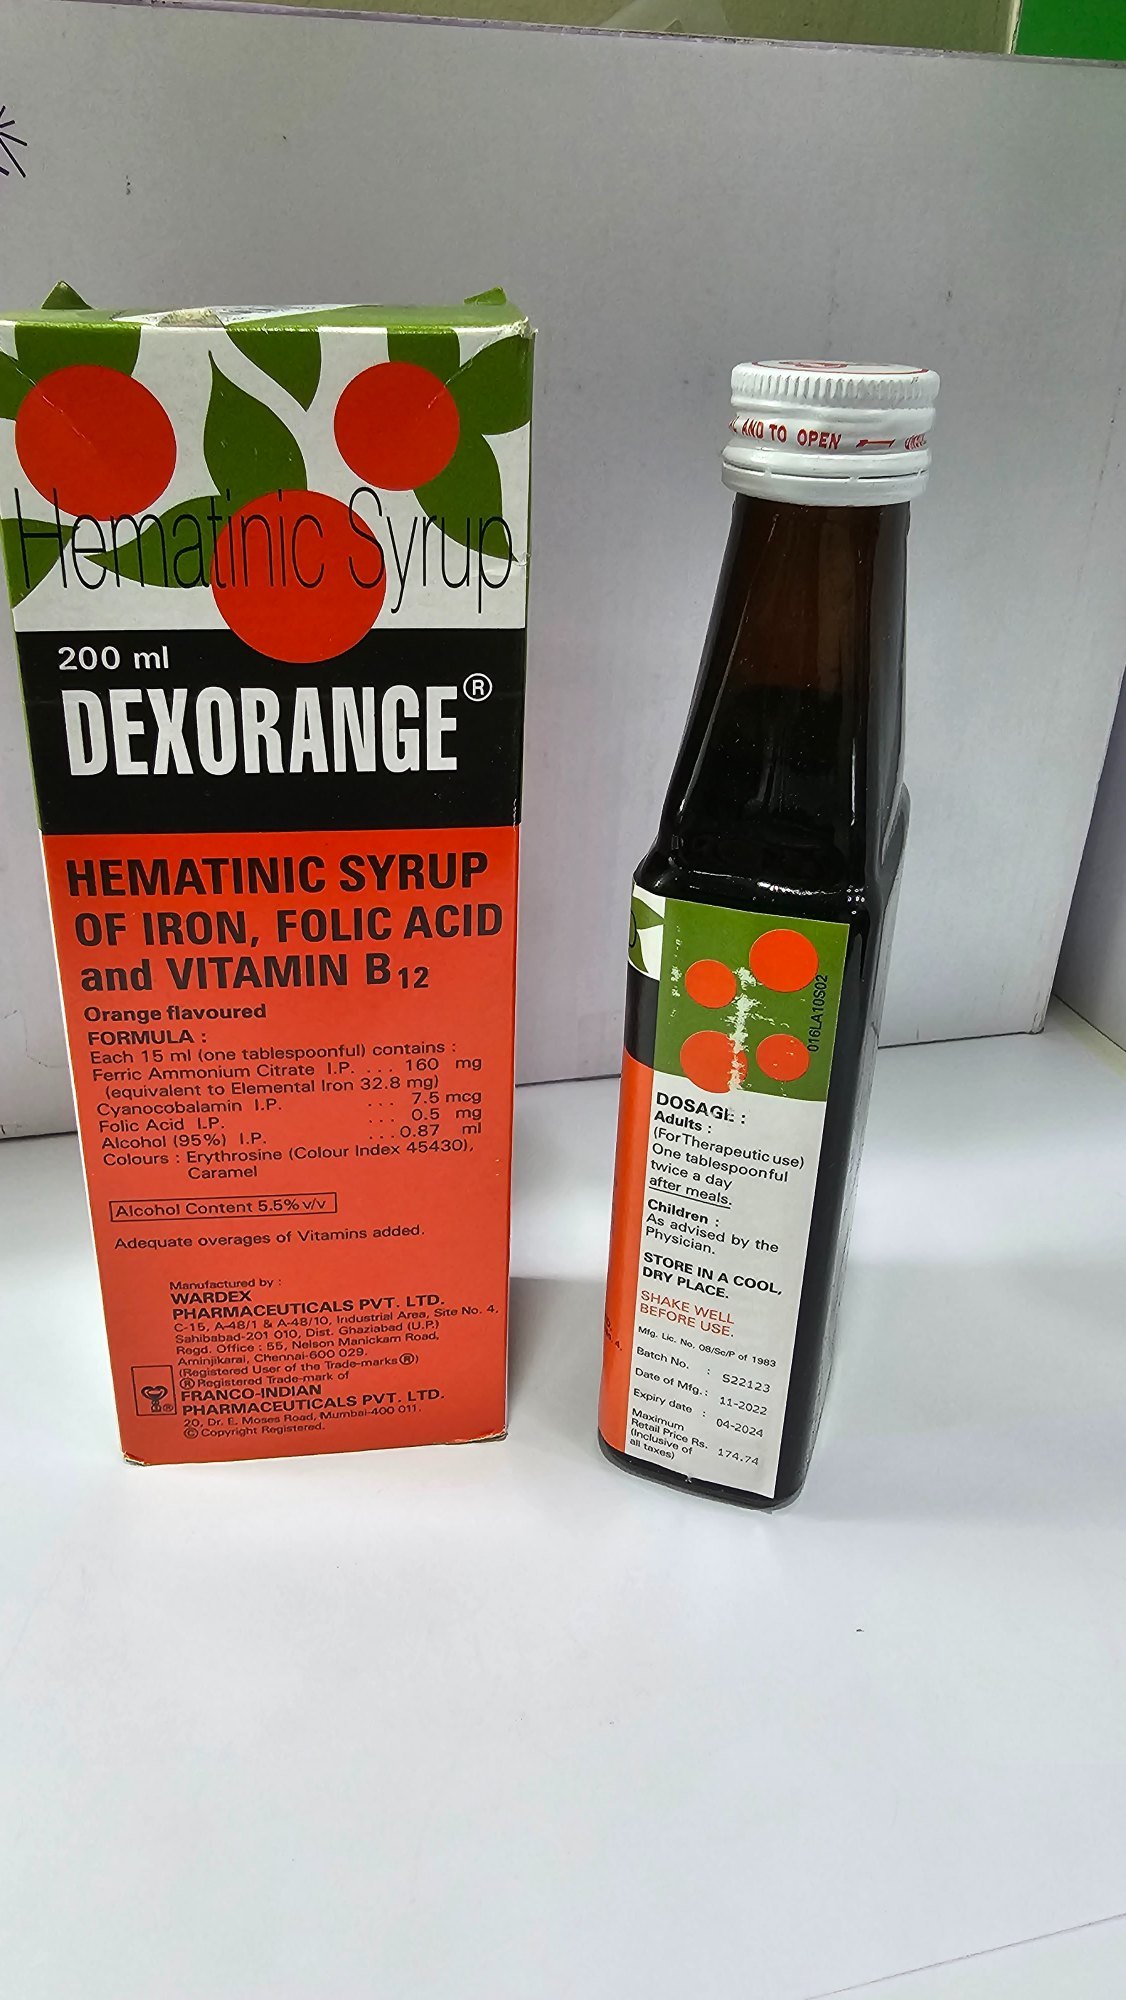 Hematinic Syrup
200 ml
DEXORANGE®
HEMATINIC SYRUP
OF IRON, FOLIC ACID
and VITAMIN B12
Orange flavoured
FORMULA :
Each 15 ml (one tablespoonful) contains :
Ferric Ammonium Citrate I.P. . . . . 160 mg
(equivalent to Elemental Iron 32.8 mg)
Cyanocobalamin I.P. . . . 7.5 mcg
Folic Acid I.P. . . . 0.5 mg
Alcohol (95%) I.P. . . . 0.87 ml
Colours : Erythrosine (Colour Index 45430),
Caramel
Alcohol Content 5.5% v/v
Adequate overages of Vitamins added.
Manufactured by :
WARDEX
PHARMACEUTICALS PVT. LTD.
C-15, A-48/1 & A-48/10, Industrial Area, Site No. 4,
Sahibabad-201 010, Dist. Ghaziabad (U.P.)
Regd. Office : 55, Nelson Manickam Road,
Aminjikarai, Chennai-600 029.
(Registered User of the Trade-marks ®)
® Registered Trade-mark of
FRANCO-INDIAN
PHARMACEUTICALS PVT. LTD.
20, Dr. E. Moses Road, Mumbai-400 011.
© Copyright Registered.
AND TO OPEN
016LA10S02
DOSAGE :
Adults :
(For Therapeutic use)
One tablespoonful
twice a day
after meals.
Children :
As advised by the
Physician.
STORE IN A COOL,
DRY PLACE.
SHAKE WELL
BEFORE USE.
Mfg. Lic. No. 08/Sc/P of 1983
Batch No. : S22123
Date of Mfg. : 11-2022
Expiry date : 04-2024
Maximum
Retail Price Rs. 174.74
(Inclusive of
all taxes)